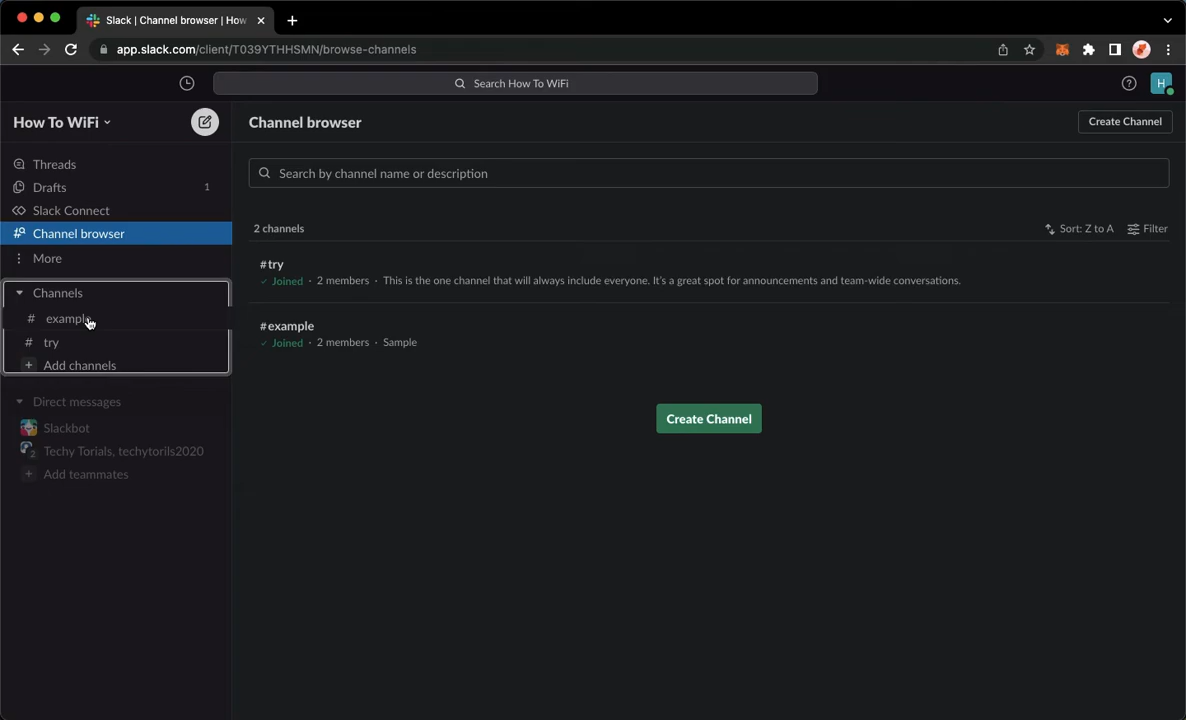 Slack | Channel browser | How
app.slack.com/client/T039YTHHSMN/browse-channels
Search How To WiFi
H
How To WiFi
Channel browser
Create Channel
Threads
Drafts 1
Slack Connect
Channel browser
More
Channels
# example
# try
+ Add channels
Direct messages
Slackbot
2 Techy Torials, techytorils2020
+ Add teammates
Search by channel name or description
2 channels
Sort: Z to A
Filter
#try
✓ Joined · 2 members · This is the one channel that will always include everyone. It's a great spot for announcements and team-wide conversations.
#example
✓ Joined · 2 members · Sample
Create Channel